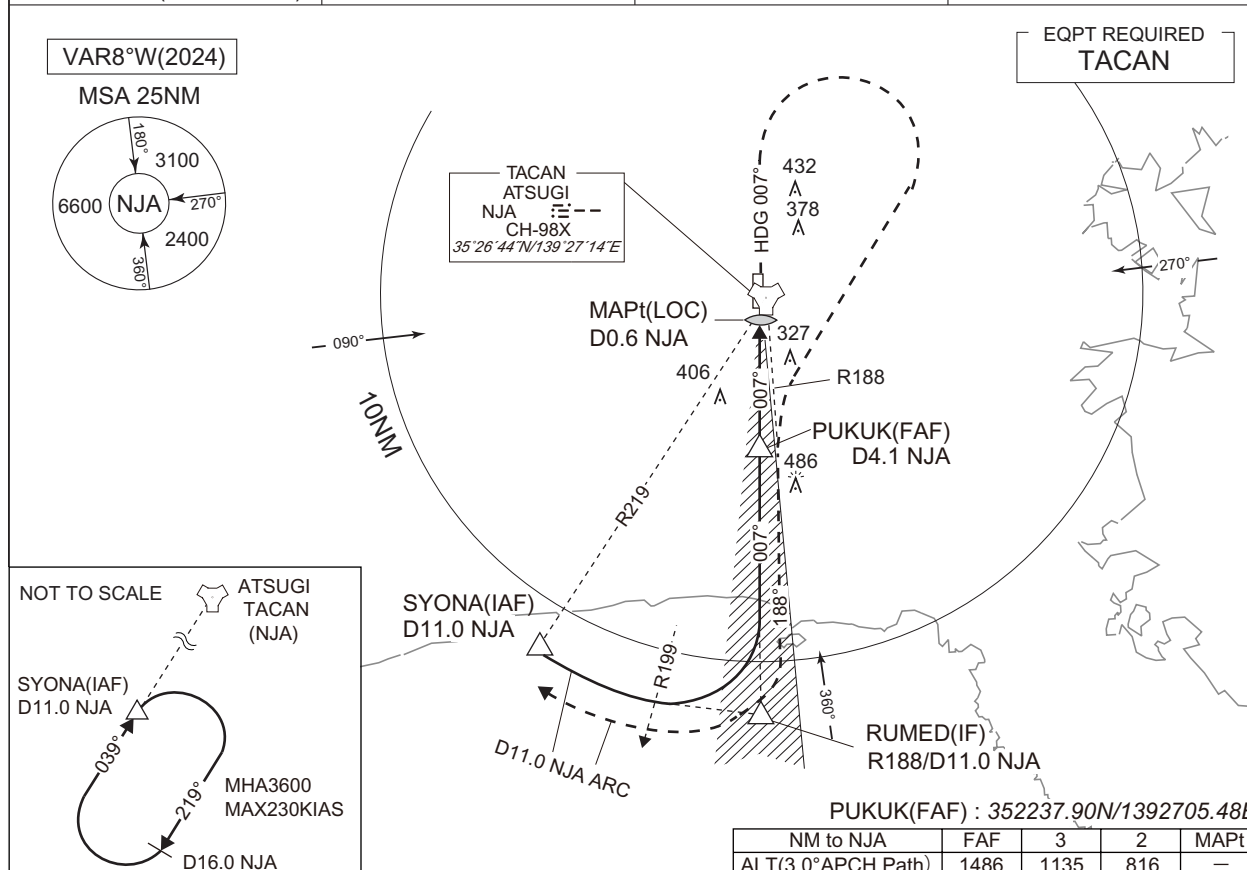 VAR8°W(2024)
MSA 25NM
180°
3100
6600
NJA
270°
2400
360°
EQPT REQUIRED
TACAN
TACAN
ATSUGI
NJA
CH-98X
35°26´44˝N/139°27´14˝E
HDG 007°
432
378
270°
MAPt(LOC)
D0.6 NJA
090°
327
406
R188
007°
10NM
PUKUK(FAF)
D4.1 NJA
486
R219
007°
SYONA(IAF)
D11.0 NJA
188°
R199
360°
D11.0 NJA ARC
RUMED(IF)
R188/D11.0 NJA
NOT TO SCALE
ATSUGI
TACAN
(NJA)
SYONA(IAF)
D11.0 NJA
039°
219°
MHA3600
MAX230KIAS
D16.0 NJA
PUKUK(FAF) : 352237.90N/1392705.48E
NM to NJA FAF 3 2 MAPt
ALT(3.0°APCH Path) 1486 1135 816 —